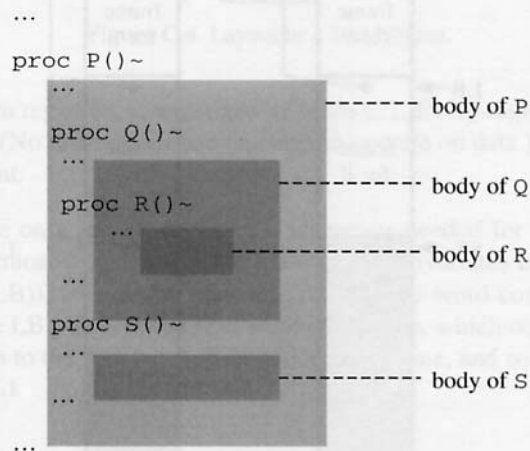 ...
proc P()~
...
body of P
proc Q()~
...
body of Q
proc R()~
...
body of R
...
proc S()~
...
body of S
...
...